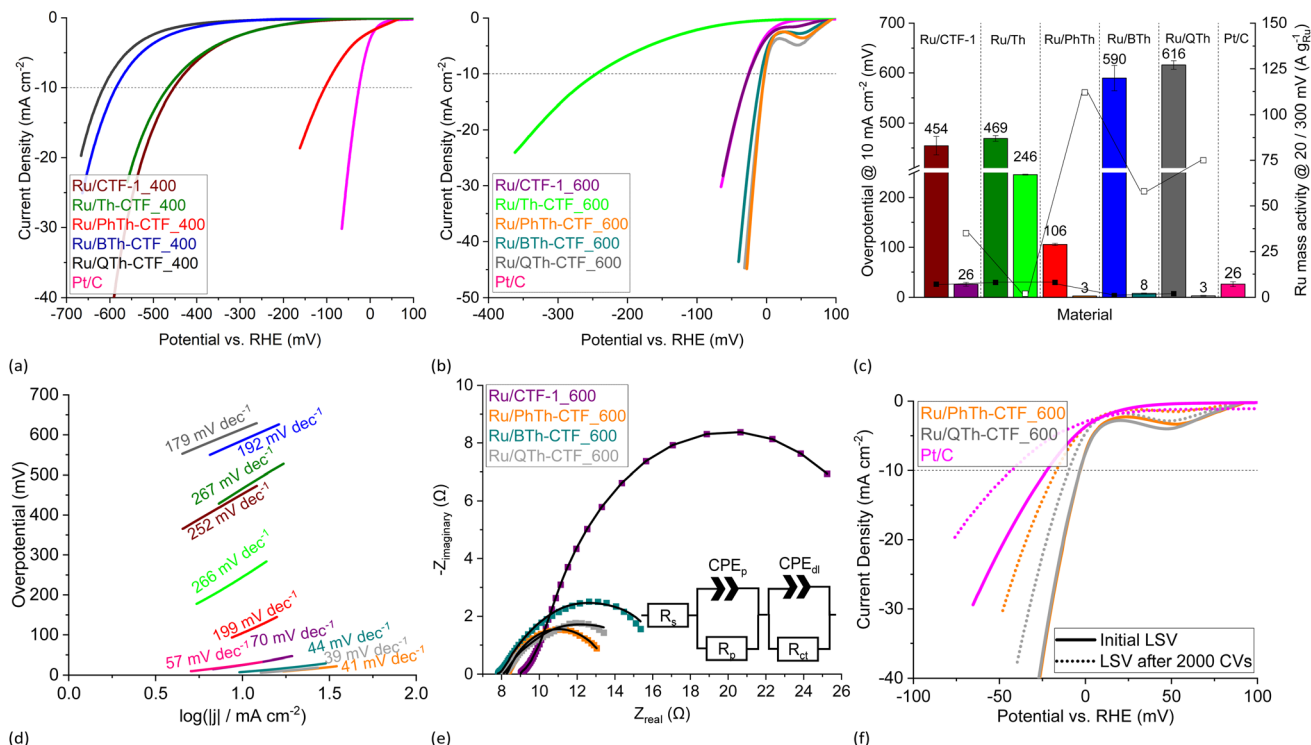 0
-10
-20
-30
-40
Current Density (mA cm⁻²)
-700 -600 -500 -400 -300 -200 -100 0 100
Potential vs. RHE (mV)
Ru/CTF-1_400
Ru/Th-CTF_400
Ru/PhTh-CTF_400
Ru/BTh-CTF_400
Ru/QTh-CTF_400
Pt/C
(a)
0
-10
-20
-30
-40
-50
Current Density (mA cm⁻²)
-400 -300 -200 -100 0 100
Potential vs. RHE (mV)
Ru/CTF-1_600
Ru/Th-CTF_600
Ru/PhTh-CTF_600
Ru/BTh-CTF_600
Ru/QTh-CTF_600
Pt/C
(b)
700
600
500
400
200
100
0
Overpotential @ 10 mA cm⁻² (mV)
Ru/CTF-1 Ru/Th Ru/PhTh Ru/BTh Ru/QTh Pt/C
454 26 469 246 106 3 590 8 616 3 26
150
125
100
75
50
25
0
Ru mass activity @ 20 / 300 mV (A g⁻¹Ru)
Material
(c)
700
600
500
400
300
200
100
0
Overpotential (mV)
179 mV dec⁻¹
192 mV dec⁻¹
267 mV dec⁻¹
252 mV dec⁻¹
266 mV dec⁻¹
199 mV dec⁻¹
70 mV dec⁻¹
57 mV dec⁻¹
44 mV dec⁻¹
39 mV dec⁻¹
41 mV dec⁻¹
0.0 0.5 1.0 1.5 2.0
log(|j| / mA cm⁻²)
(d)
-10
-8
-6
-4
-2
0
-Zimaginary (Ω)
Ru/CTF-1_600
Ru/PhTh-CTF_600
Ru/BTh-CTF_600
Ru/QTh-CTF_600
CPEp CPEdl
Rs
Rp Rct
8 10 12 14 16 18 20 22 24 26
Zreal (Ω)
(e)
0
-10
-20
-30
-40
Current Density (mA cm⁻²)
Ru/PhTh-CTF_600
Ru/QTh-CTF_600
Pt/C
Initial LSV
LSV after 2000 CVs
-100 -50 0 50 100
Potential vs. RHE (mV)
(f)